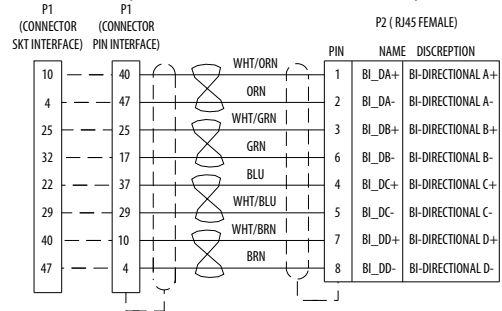 P1 P1
(CONNECTOR (CONNECTOR P2 ( RJ45 FEMALE)
SKT INTERFACE) PIN INTERFACE)
PIN NAME DISCREPTION
WHT/ORN
10 40 1 BI_DA+ BI-DIRECTIONAL A+
ORN
4 47 2 BI_DA- BI-DIRECTIONAL A-
WHT/GRN
25 25 3 BI_DB+ BI-DIRECTIONAL B+
GRN
32 17 6 BI_DB- BI-DIRECTIONAL B-
BLU
22 37 4 BI_DC+ BI-DIRECTIONAL C+
WHT/BLU
29 29 5 BI_DC- BI-DIRECTIONAL C-
WHT/BRN
40 10 7 BI_DD+ BI-DIRECTIONAL D+
BRN
47 4 8 BI_DD- BI-DIRECTIONAL D-